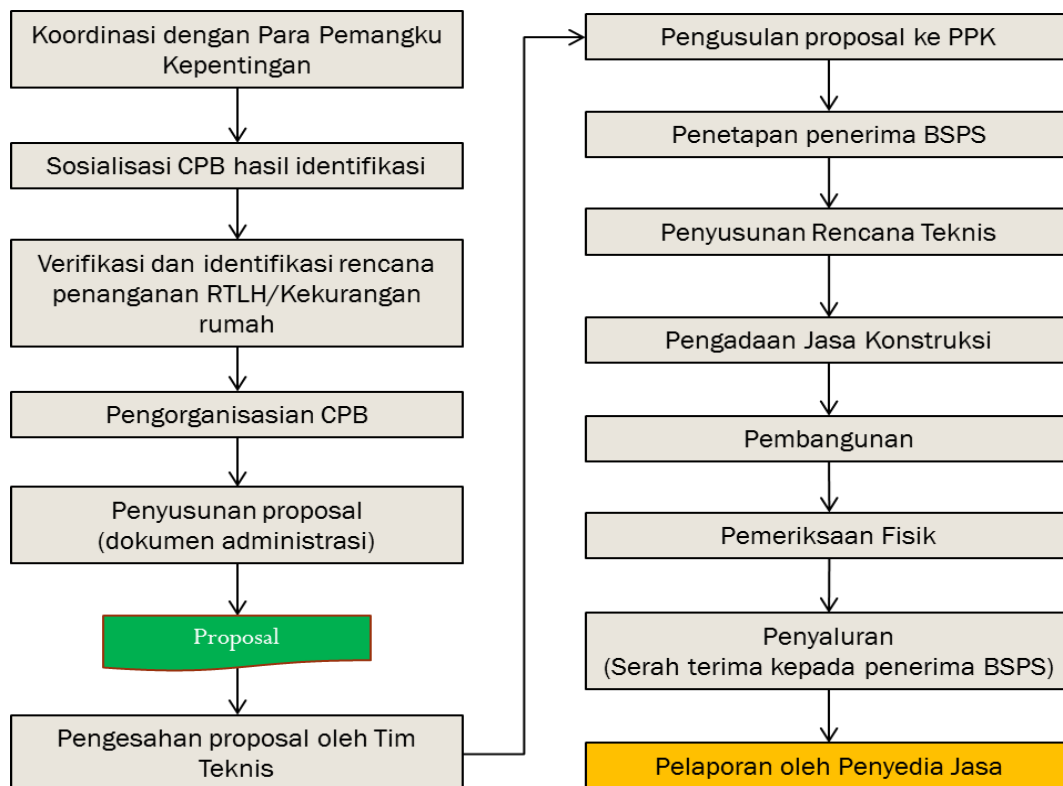 Koordinasi dengan Para Pemangku
Kepentingan
Sosialisasi CPB hasil identifikasi
Verifikasi dan identifikasi rencana
penanganan RTLH/Kekurangan
rumah
Pengorganisasian CPB
Penyusunan proposal
(dokumen administrasi)
Proposal
Pengesahan proposal oleh Tim
Teknis
Pengusulan proposal ke PPK
Penetapan penerima BSPS
Penyusunan Rencana Teknis
Pengadaan Jasa Konstruksi
Pembangunan
Pemeriksaan Fisik
Penyaluran
(Serah terima kepada penerima BSPS)
Pelaporan oleh Penyedia Jasa